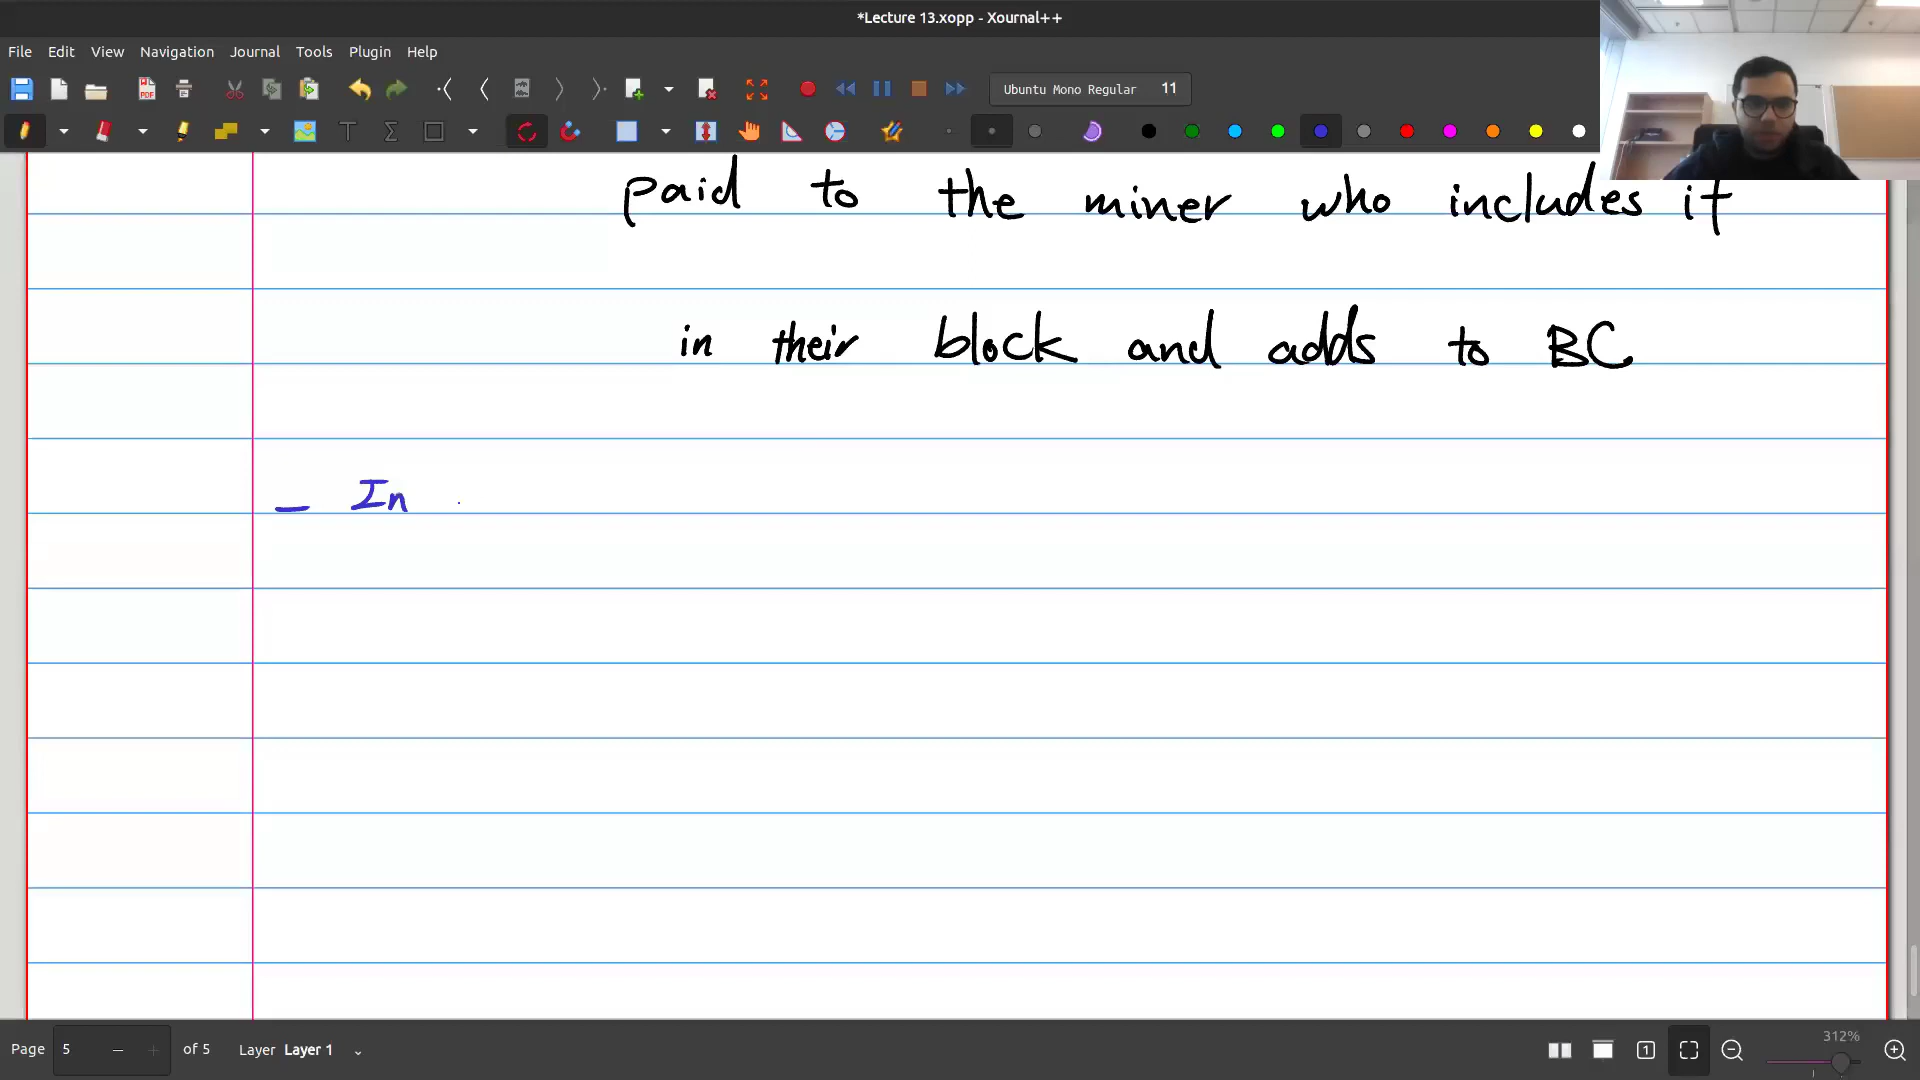 *Lecture 13.xopp - Xournal++
File Edit View Navigation Journal Tools Plugin Help
PDF
Ubuntu Mono Regular 11
paid to the miner who includes it
in their block and adds to BC
– In
Page 5 of 5 Layer Layer 1
1
312%